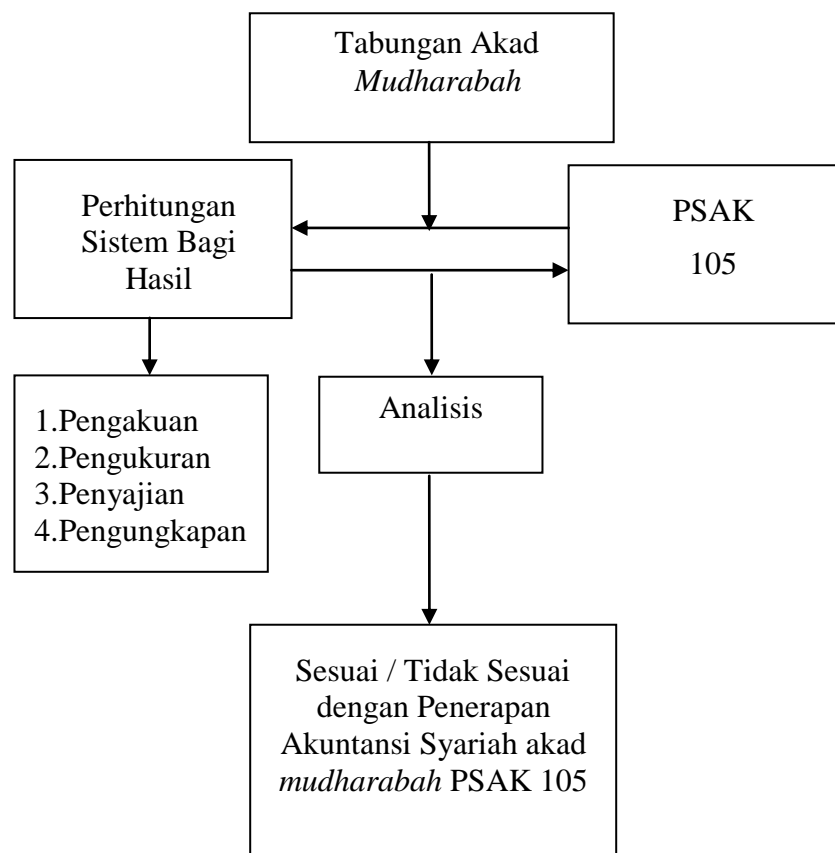 Tabungan Akad
Mudharabah
Perhitungan
Sistem Bagi
Hasil
PSAK
105
1.Pengakuan
2.Pengukuran
3.Penyajian
4.Pengungkapan
Analisis
Sesuai / Tidak Sesuai
dengan Penerapan
Akuntansi Syariah akad
mudharabah PSAK 105